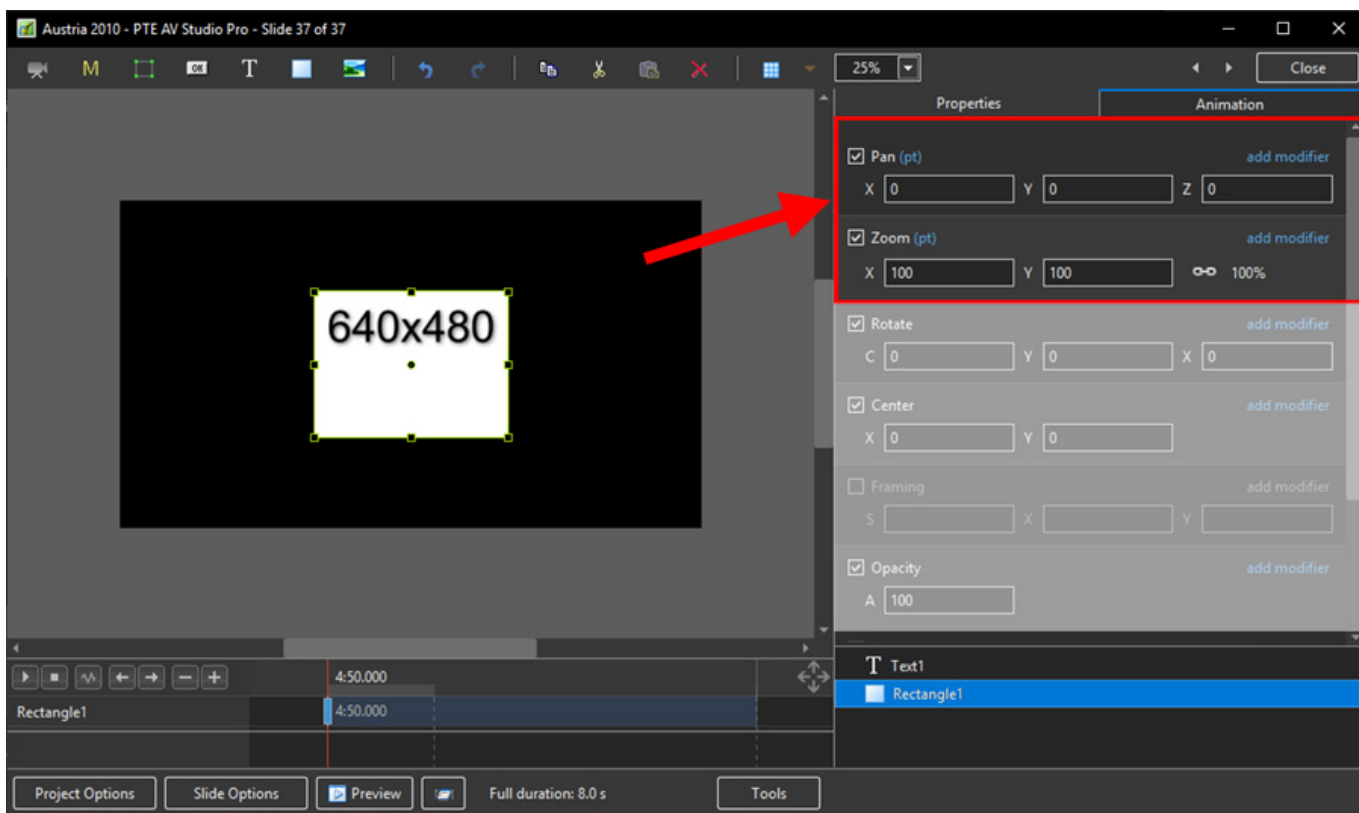 Austria 2010 - PTE AV Studio Pro - Slide 37 of 37
M OK T 25% Close
Properties Animation
Pan (pt) add modifier
X 0 Y 0 Z 0
Zoom (pt) add modifier
X 100 Y 100 100%
640x480
Rotate add modifier
C 0 Y 0 X 0
Center add modifier
X 0 Y 0
Framing add modifier
S X Y
Opacity add modifier
A 100
4:50.000
Rectangle1 4:50.000
T Text1
Rectangle1
Project Options Slide Options Preview Full duration: 8.0 s Tools